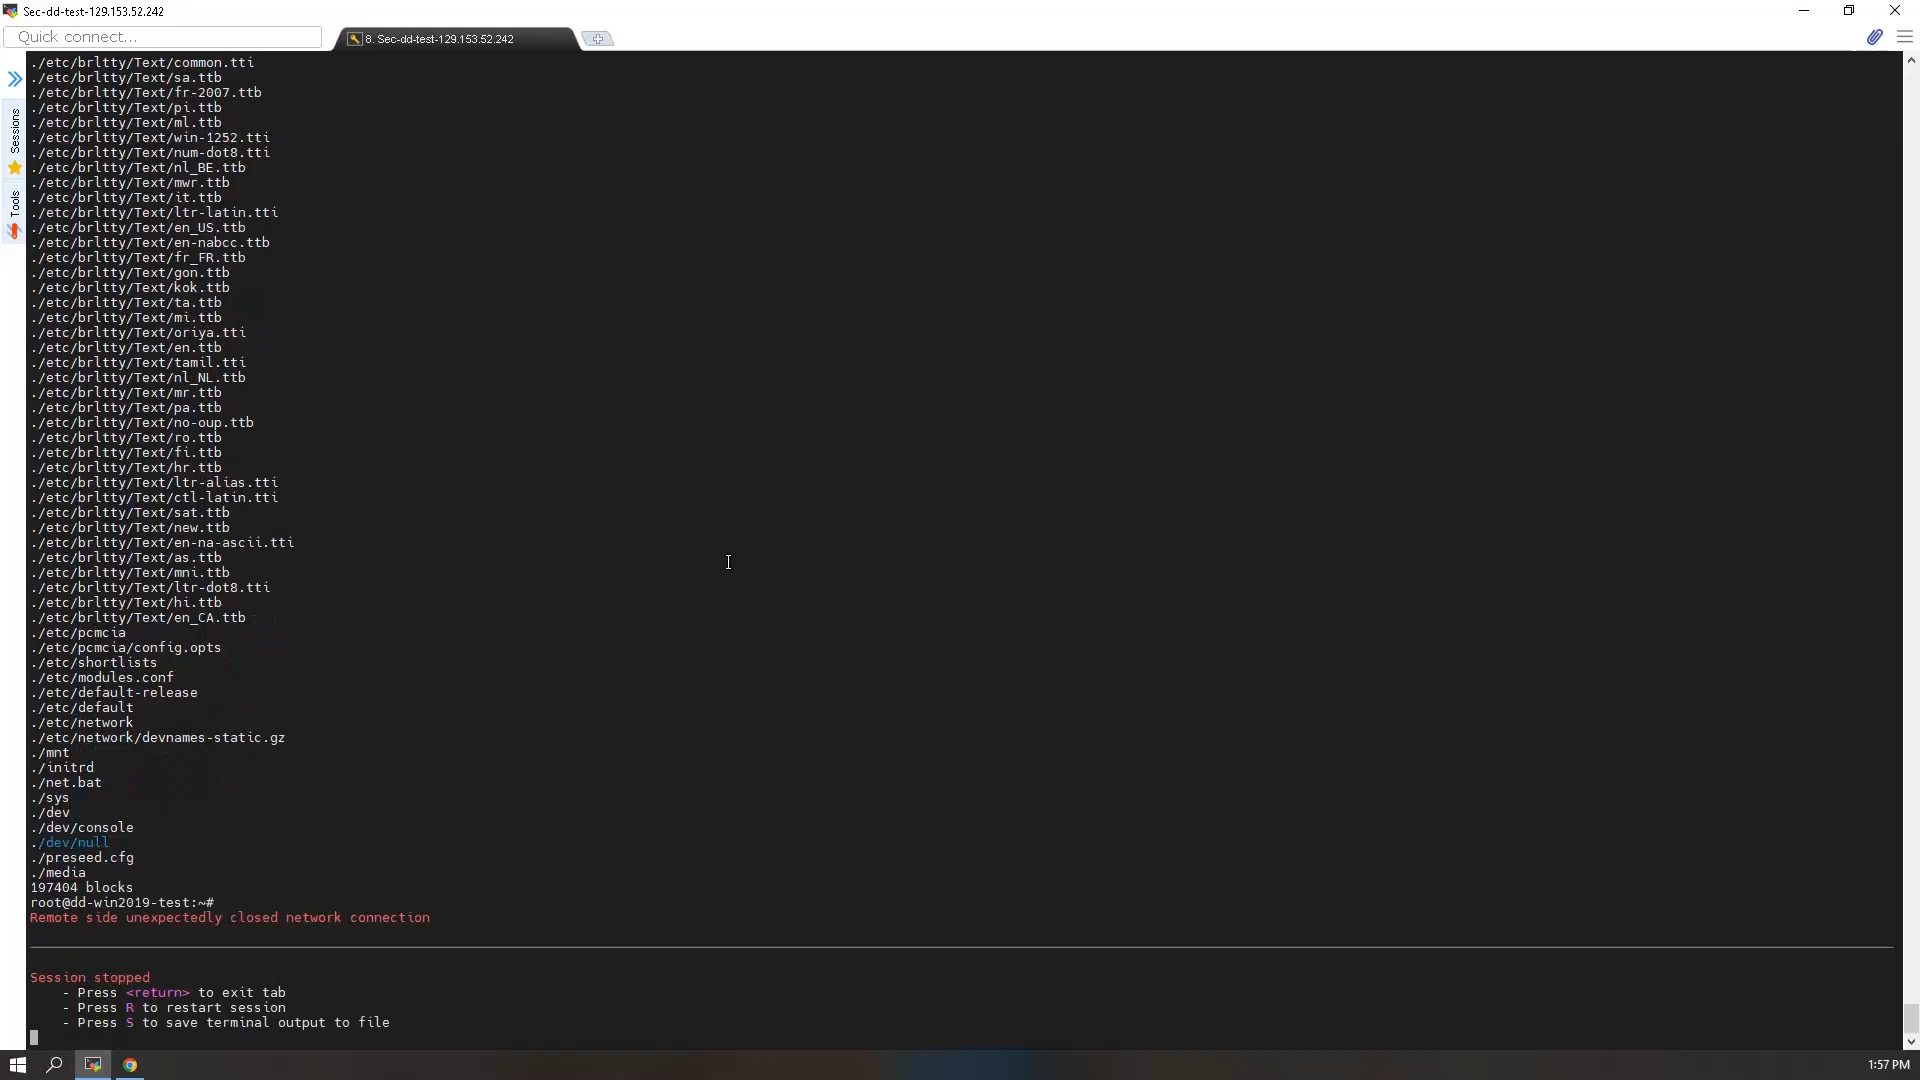 Sec-dd-test-129.153.52.242
Quick connect...
8. Sec-dd-test-129.153.52.242
Sessions
Tools
./etc/brltty/Text/common.tti
./etc/brltty/Text/sa.ttb
./etc/brltty/Text/fr-2007.ttb
./etc/brltty/Text/pi.ttb
./etc/brltty/Text/ml.ttb
./etc/brltty/Text/win-1252.tti
./etc/brltty/Text/num-dot8.tti
./etc/brltty/Text/nl_BE.ttb
./etc/brltty/Text/mwr.ttb
./etc/brltty/Text/it.ttb
./etc/brltty/Text/ltr-latin.tti
./etc/brltty/Text/en_US.ttb
./etc/brltty/Text/en-nabcc.ttb
./etc/brltty/Text/fr_FR.ttb
./etc/brltty/Text/gon.ttb
./etc/brltty/Text/kok.ttb
./etc/brltty/Text/ta.ttb
./etc/brltty/Text/mi.ttb
./etc/brltty/Text/oriya.tti
./etc/brltty/Text/en.ttb
./etc/brltty/Text/tamil.tti
./etc/brltty/Text/nl_NL.ttb
./etc/brltty/Text/mr.ttb
./etc/brltty/Text/pa.ttb
./etc/brltty/Text/no-oup.ttb
./etc/brltty/Text/ro.ttb
./etc/brltty/Text/fi.ttb
./etc/brltty/Text/hr.ttb
./etc/brltty/Text/ltr-alias.tti
./etc/brltty/Text/ctl-latin.tti
./etc/brltty/Text/sat.ttb
./etc/brltty/Text/new.ttb
./etc/brltty/Text/en-na-ascii.tti
./etc/brltty/Text/as.ttb
./etc/brltty/Text/mni.ttb
./etc/brltty/Text/ltr-dot8.tti
./etc/brltty/Text/hi.ttb
./etc/brltty/Text/en_CA.ttb
./etc/pcmcia
./etc/pcmcia/config.opts
./etc/shortlists
./etc/modules.conf
./etc/default-release
./etc/default
./etc/network
./etc/network/devnames-static.gz
./mnt
./initrd
./net.bat
./sys
./dev
./dev/console
./dev/null
./preseed.cfg
./media
197404 blocks
root@dd-win2019-test:~#
Remote side unexpectedly closed network connection
Session stopped
- Press <return> to exit tab
- Press R to restart session
- Press S to save terminal output to file
1:57 PM